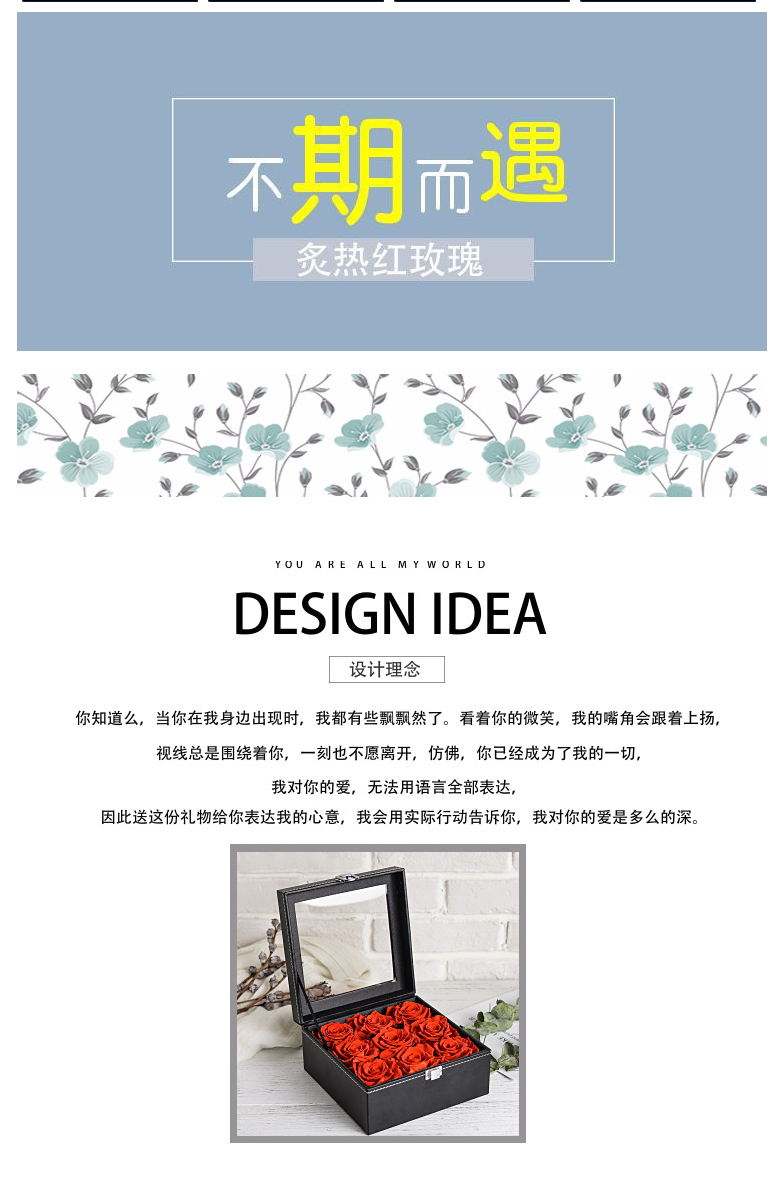 不期而遇
炙热红玫瑰
YOU ARE ALL MY WORLD
DESIGN IDEA
设计理念
你知道么，当你在我身边出现时，我都有些飘飘然了。看着你的微笑，我的嘴角会跟着上扬，
视线总是围绕着你，一刻也不愿离开，仿佛，你已经成为了我的一切，
我对你的爱，无法用语言全部表达，
因此送这份礼物给你表达我的心意，我会用实际行动告诉你，我对你的爱是多么的深。